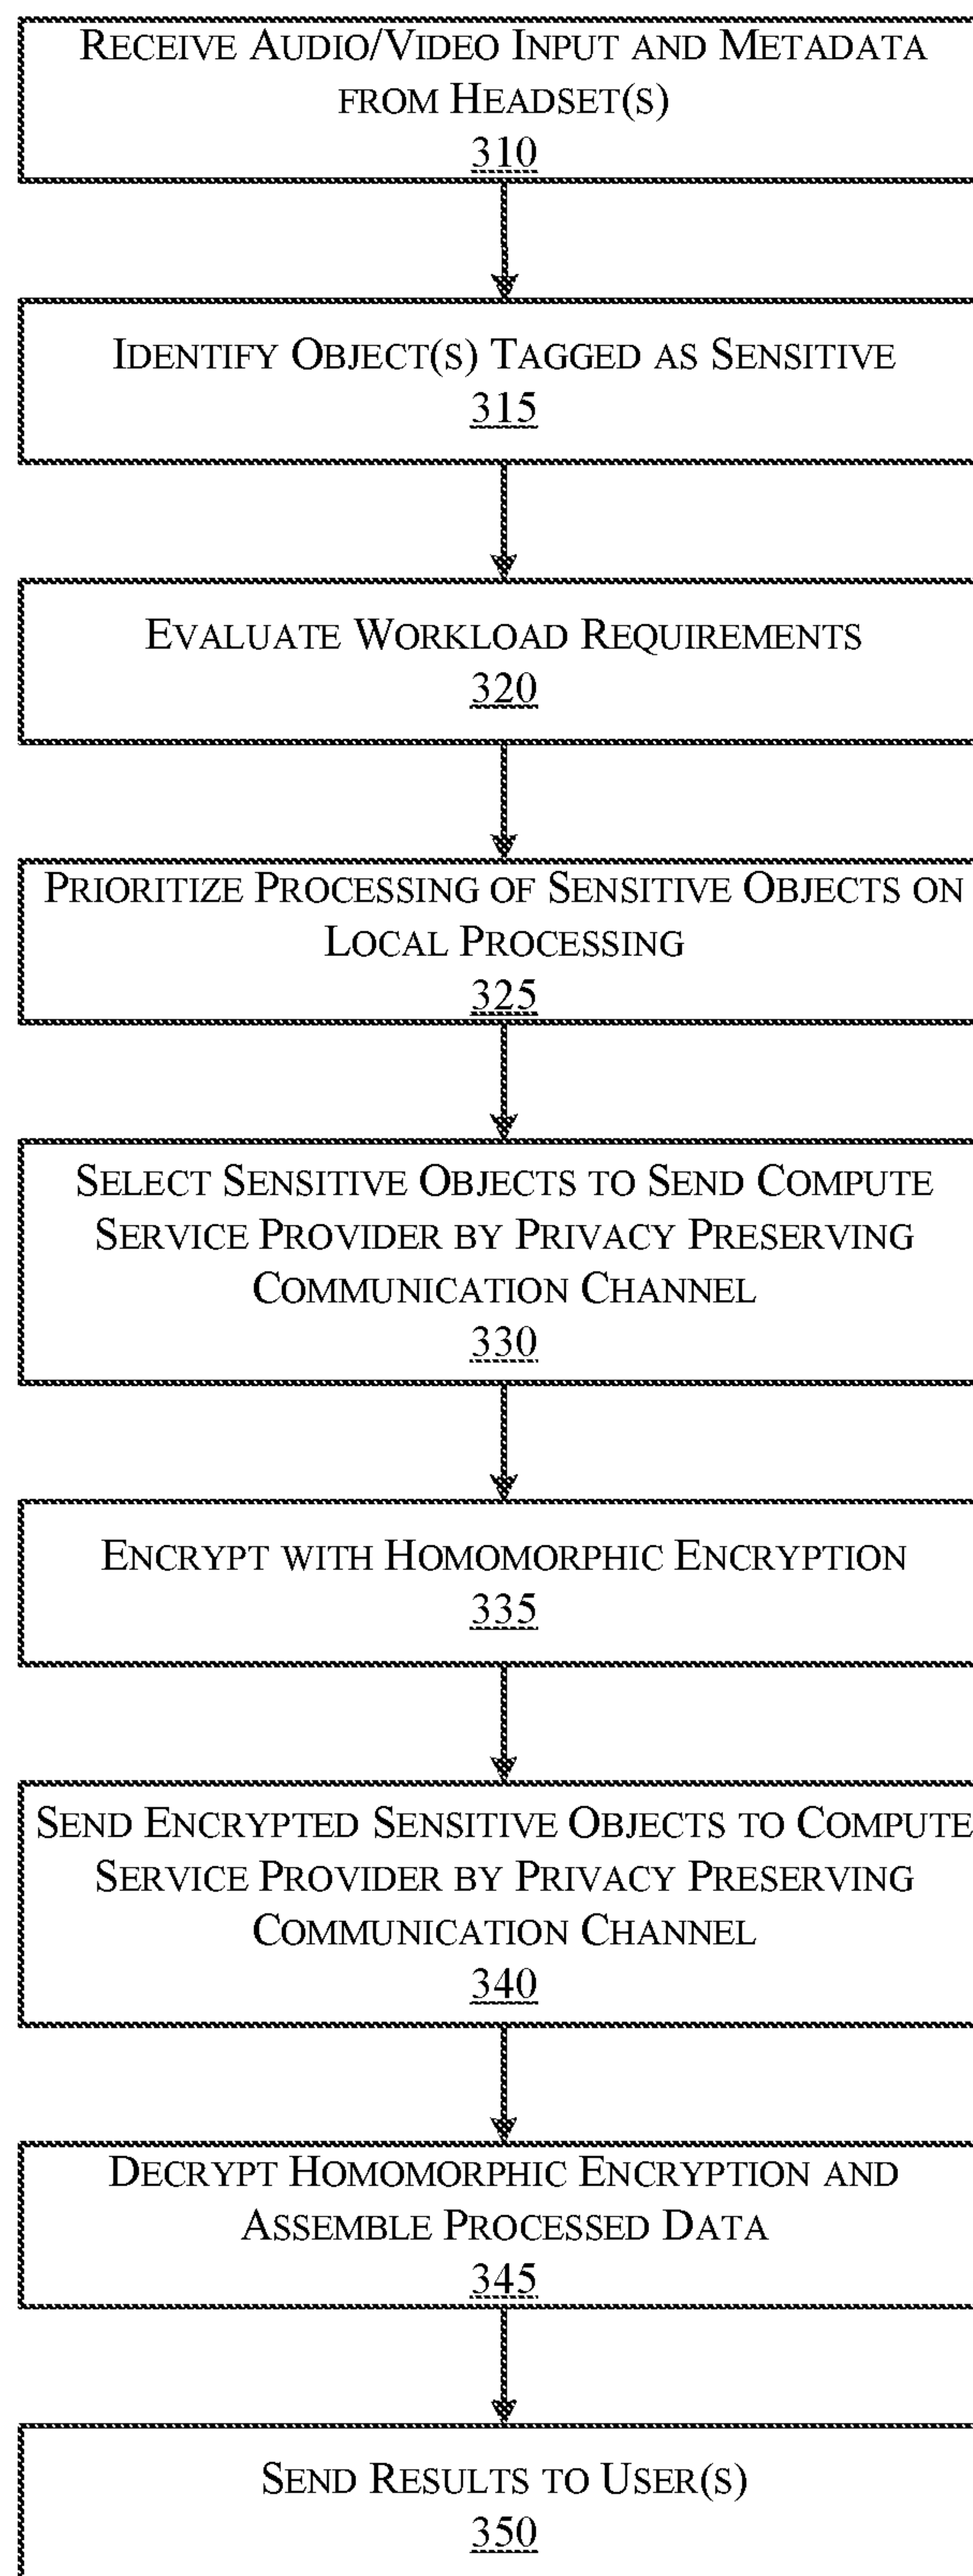 RECEIVE AUDIO/VIDEO INPUT AND METADATA
FROM HEADSET(S)
310
IDENTIFY OBJECT(S) TAGGED AS SENSITIVE
315
EVALUATE WORKLOAD REQUIREMENTS
320
PRIORITIZE PROCESSING OF SENSITIVE OBJECTS ON
LOCAL PROCESSING
325
SELECT SENSITIVE OBJECTS TO SEND COMPUTE
SERVICE PROVIDER BY PRIVACY PRESERVING
COMMUNICATION CHANNEL
330
ENCRYPT WITH HOMOMORPHIC ENCRYPTION
335
SEND ENCRYPTED SENSITIVE OBJECTS TO COMPUTE
SERVICE PROVIDER BY PRIVACY PRESERVING
COMMUNICATION CHANNEL
340
DECRYPT HOMOMORPHIC ENCRYPTION AND
ASSEMBLE PROCESSED DATA
345
SEND RESULTS TO USER(S)
350